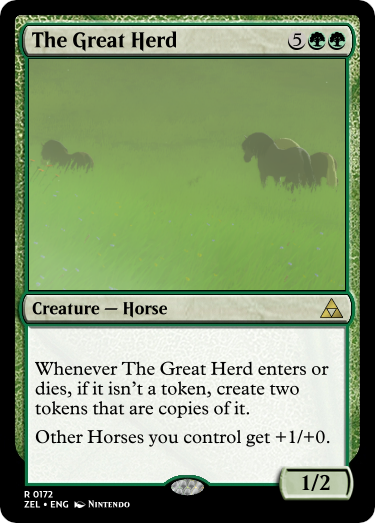 The Great Herd 5
Creature — Horse
Whenever The Great Herd enters or
dies, if it isn't a token, create two
tokens that are copies of it.
Other Horses you control get +1/+0.
1/2
R 0172
ZEL • ENG NINTENDO